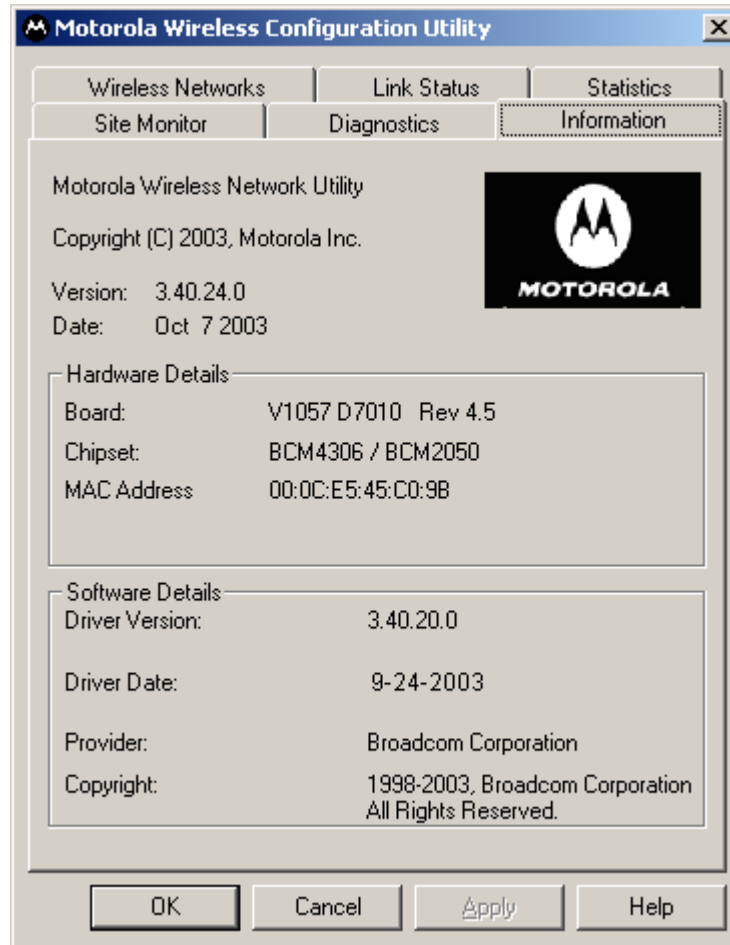 Motorola Wireless Configuration Utility
Wireless Networks Link Status Statistics
Site Monitor Diagnostics Information
Motorola Wireless Network Utility
Copyright (C) 2003, Motorola Inc.
MOTOROLA
Version: 3.40.24.0
Date: Oct 7 2003
Hardware Details
Board: V1057 D7010 Rev 4.5
Chipset: BCM4306 / BCM2050
MAC Address 00:0C:E5:45:C0:9B
Software Details
Driver Version: 3.40.20.0
Driver Date: 9-24-2003
Provider: Broadcom Corporation
Copyright: 1998-2003, Broadcom Corporation
All Rights Reserved.
OK Cancel Apply Help